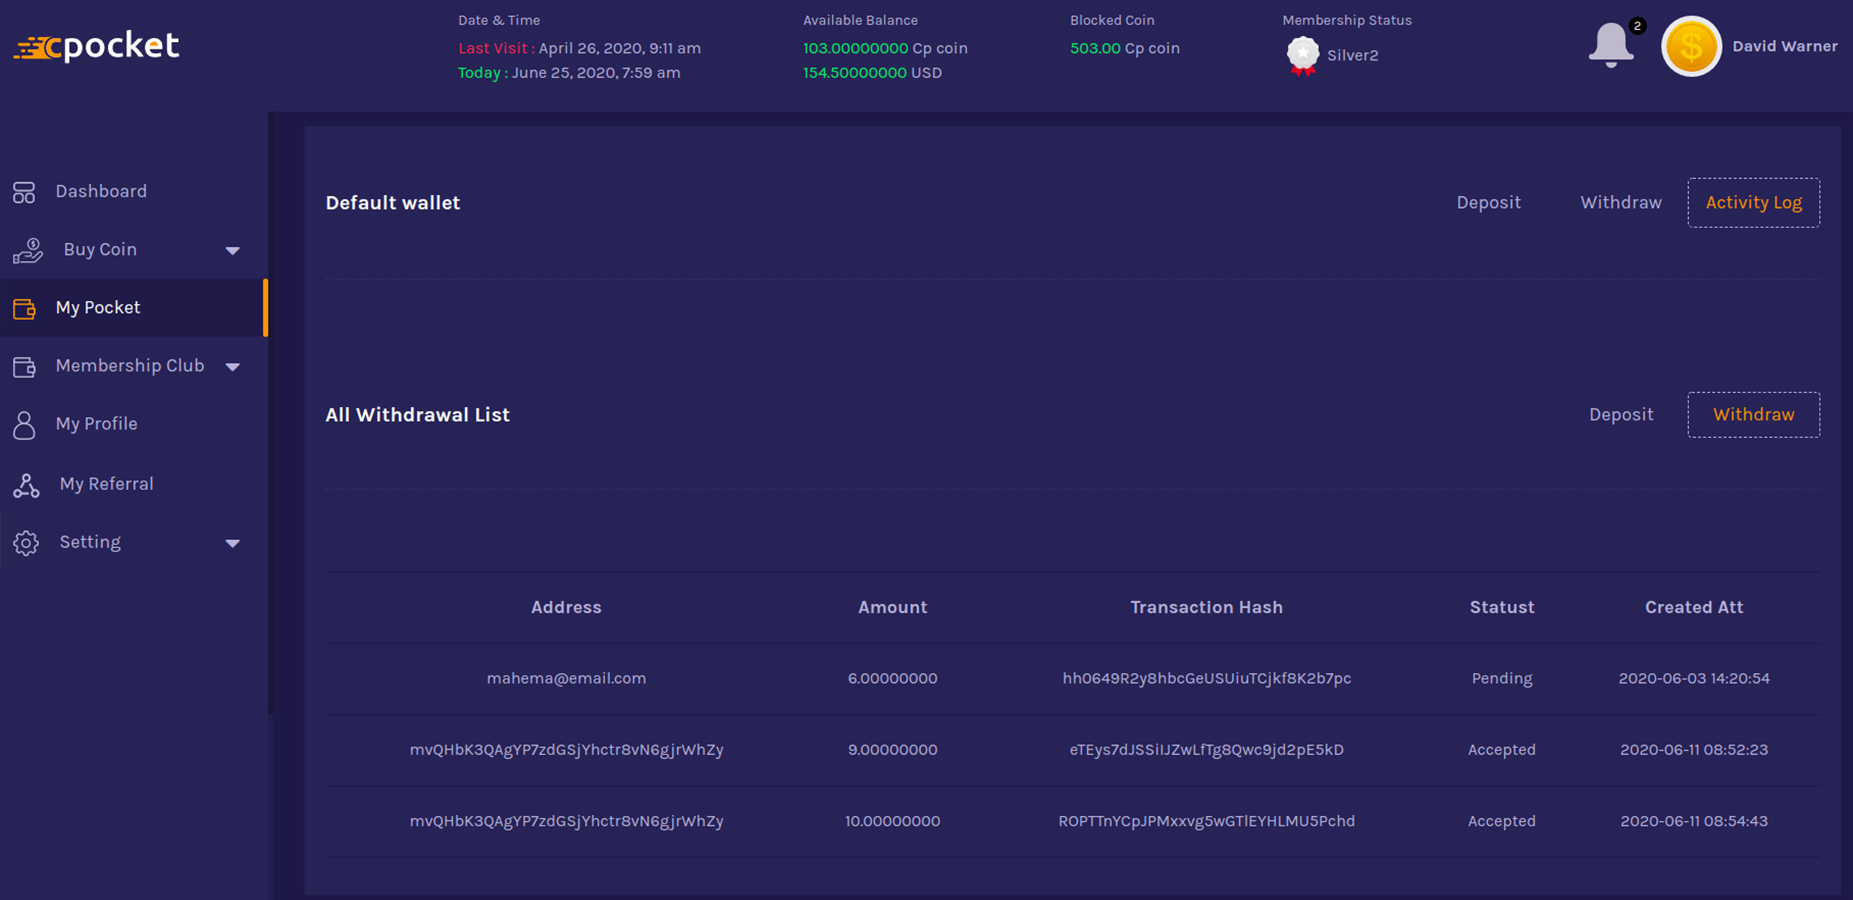 cpocket
Date & Time
Last Visit : April 26, 2020, 9:11 am
Today : June 25, 2020, 7:59 am
Available Balance
103.00000000 Cp coin
154.50000000 USD
Blocked Coin
503.00 Cp coin
Membership Status
Silver2
2
David Warner
Dashboard
Buy Coin
My Pocket
Membership Club
My Profile
My Referral
Setting
Default wallet
Deposit Withdraw Activity Log
All Withdrawal List
Deposit Withdraw
Address Amount Transaction Hash Statust Created Att
mahema@email.com 6.00000000 hh0649R2y8hbcGeUSUiuTCjkf8K2b7pc Pending 2020-06-03 14:20:54
mvQHbK3QAgYP7zdGSjYhctr8vN6gjrWhZy 9.00000000 eTEys7dJSSiIJZwLfTg8Qwc9jd2pE5kD Accepted 2020-06-11 08:52:23
mvQHbK3QAgYP7zdGSjYhctr8vN6gjrWhZy 10.00000000 ROPTTnYCpJPMxxvg5wGTlEYHLMU5Pchd Accepted 2020-06-11 08:54:43